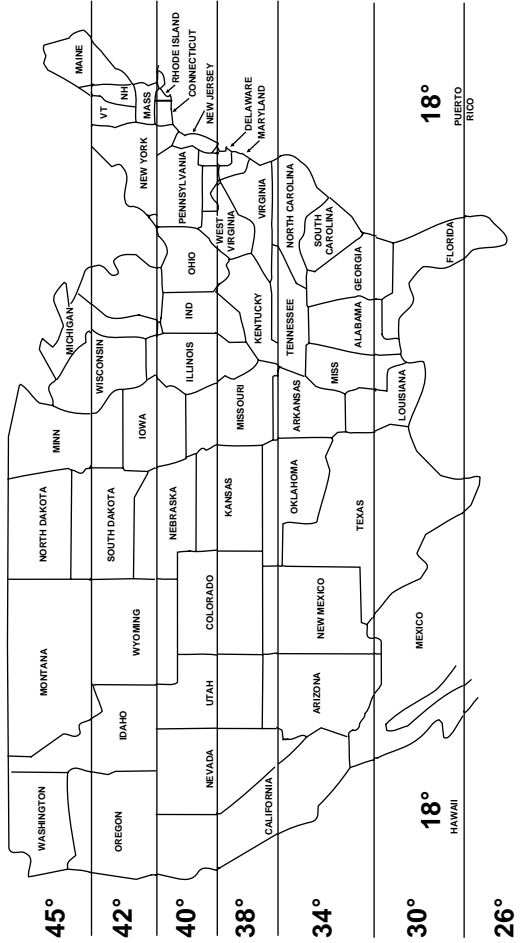 45°
42°
40°
38°
34°
30°
26°
WASHINGTON
OREGON
CALIFORNIA
NEVADA
IDAHO
MONTANA
WYOMING
UTAH
COLORADO
ARIZONA
NEW MEXICO
NORTH DAKOTA
SOUTH DAKOTA
NEBRASKA
KANSAS
OKLAHOMA
TEXAS
MEXICO
MINN
IOWA
MISSOURI
ARKANSAS
LOUISIANA
WISCONSIN
ILLINOIS
MICHIGAN
IND
OHIO
KENTUCKY
TENNESSEE
MISS
ALABAMA
GEORGIA
FLORIDA
SOUTH
CAROLINA
NORTH CAROLINA
VIRGINIA
WEST
VIRGINIA
PENNSYLVANIA
NEW YORK
VT
NH
MAINE
MASS
RHODE ISLAND
CONNECTICUT
NEW JERSEY
DELAWARE
MARYLAND
18°
HAWAII
18°
PUERTO
RICO